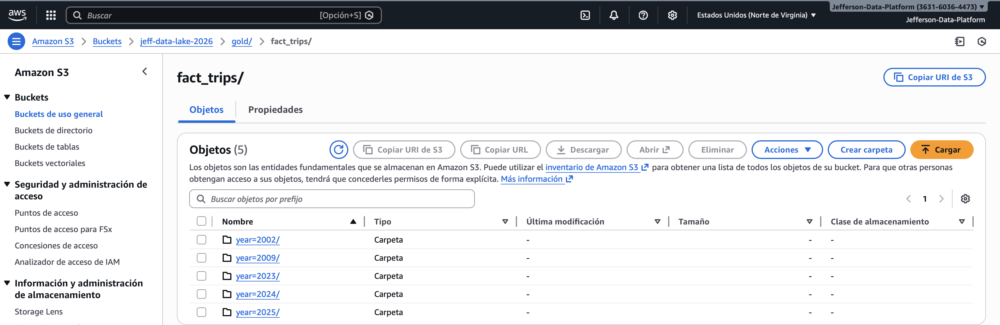 aws
Buscar
[Opción+S]
Estados Unidos (Norte de Virginia)
Jefferson-Data-Platform (3631-6036-4473)
Jefferson-Data-Platform
Amazon S3 > Buckets > jeff-data-lake-2026 > gold/ > fact_trips/
Amazon S3
Buckets
Buckets de uso general
Buckets de directorio
Buckets de tablas
Buckets vectoriales
Seguridad y administración de
acceso
Puntos de acceso
Puntos de acceso para FSx
Concesiones de acceso
Analizador de acceso de IAM
Información y administración
de almacenamiento
Storage Lens
fact_trips/
Copiar URI de S3
Objetos
Propiedades
Objetos (5)
Copiar URI de S3
Copiar URL
Descargar
Abrir
Eliminar
Acciones
Crear carpeta
Cargar
Los objetos son las entidades fundamentales que se almacenan en Amazon S3. Puede utilizar el inventario de Amazon S3 para obtener una lista de todos los objetos de su bucket. Para que otras personas
obtengan acceso a sus objetos, tendrá que concederles permisos de forma explícita. Más información
Buscar objetos por prefijo
1
Nombre Tipo Última modificación Tamaño Clase de almacenamiento
year=2002/ Carpeta - - -
year=2009/ Carpeta - - -
year=2023/ Carpeta - - -
year=2024/ Carpeta - - -
year=2025/ Carpeta - - -